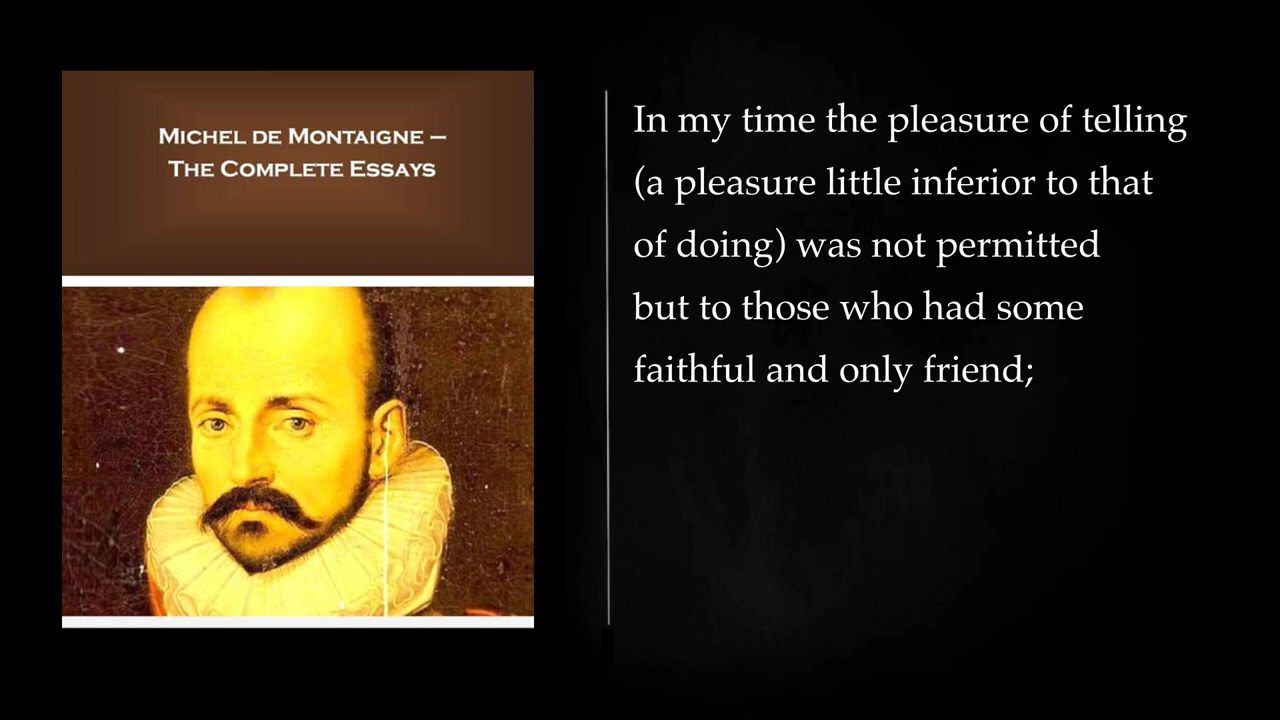 Michel de Montaigne –
The Complete Essays
In my time the pleasure of telling
(a pleasure little inferior to that
of doing) was not permitted
but to those who had some
faithful and only friend;